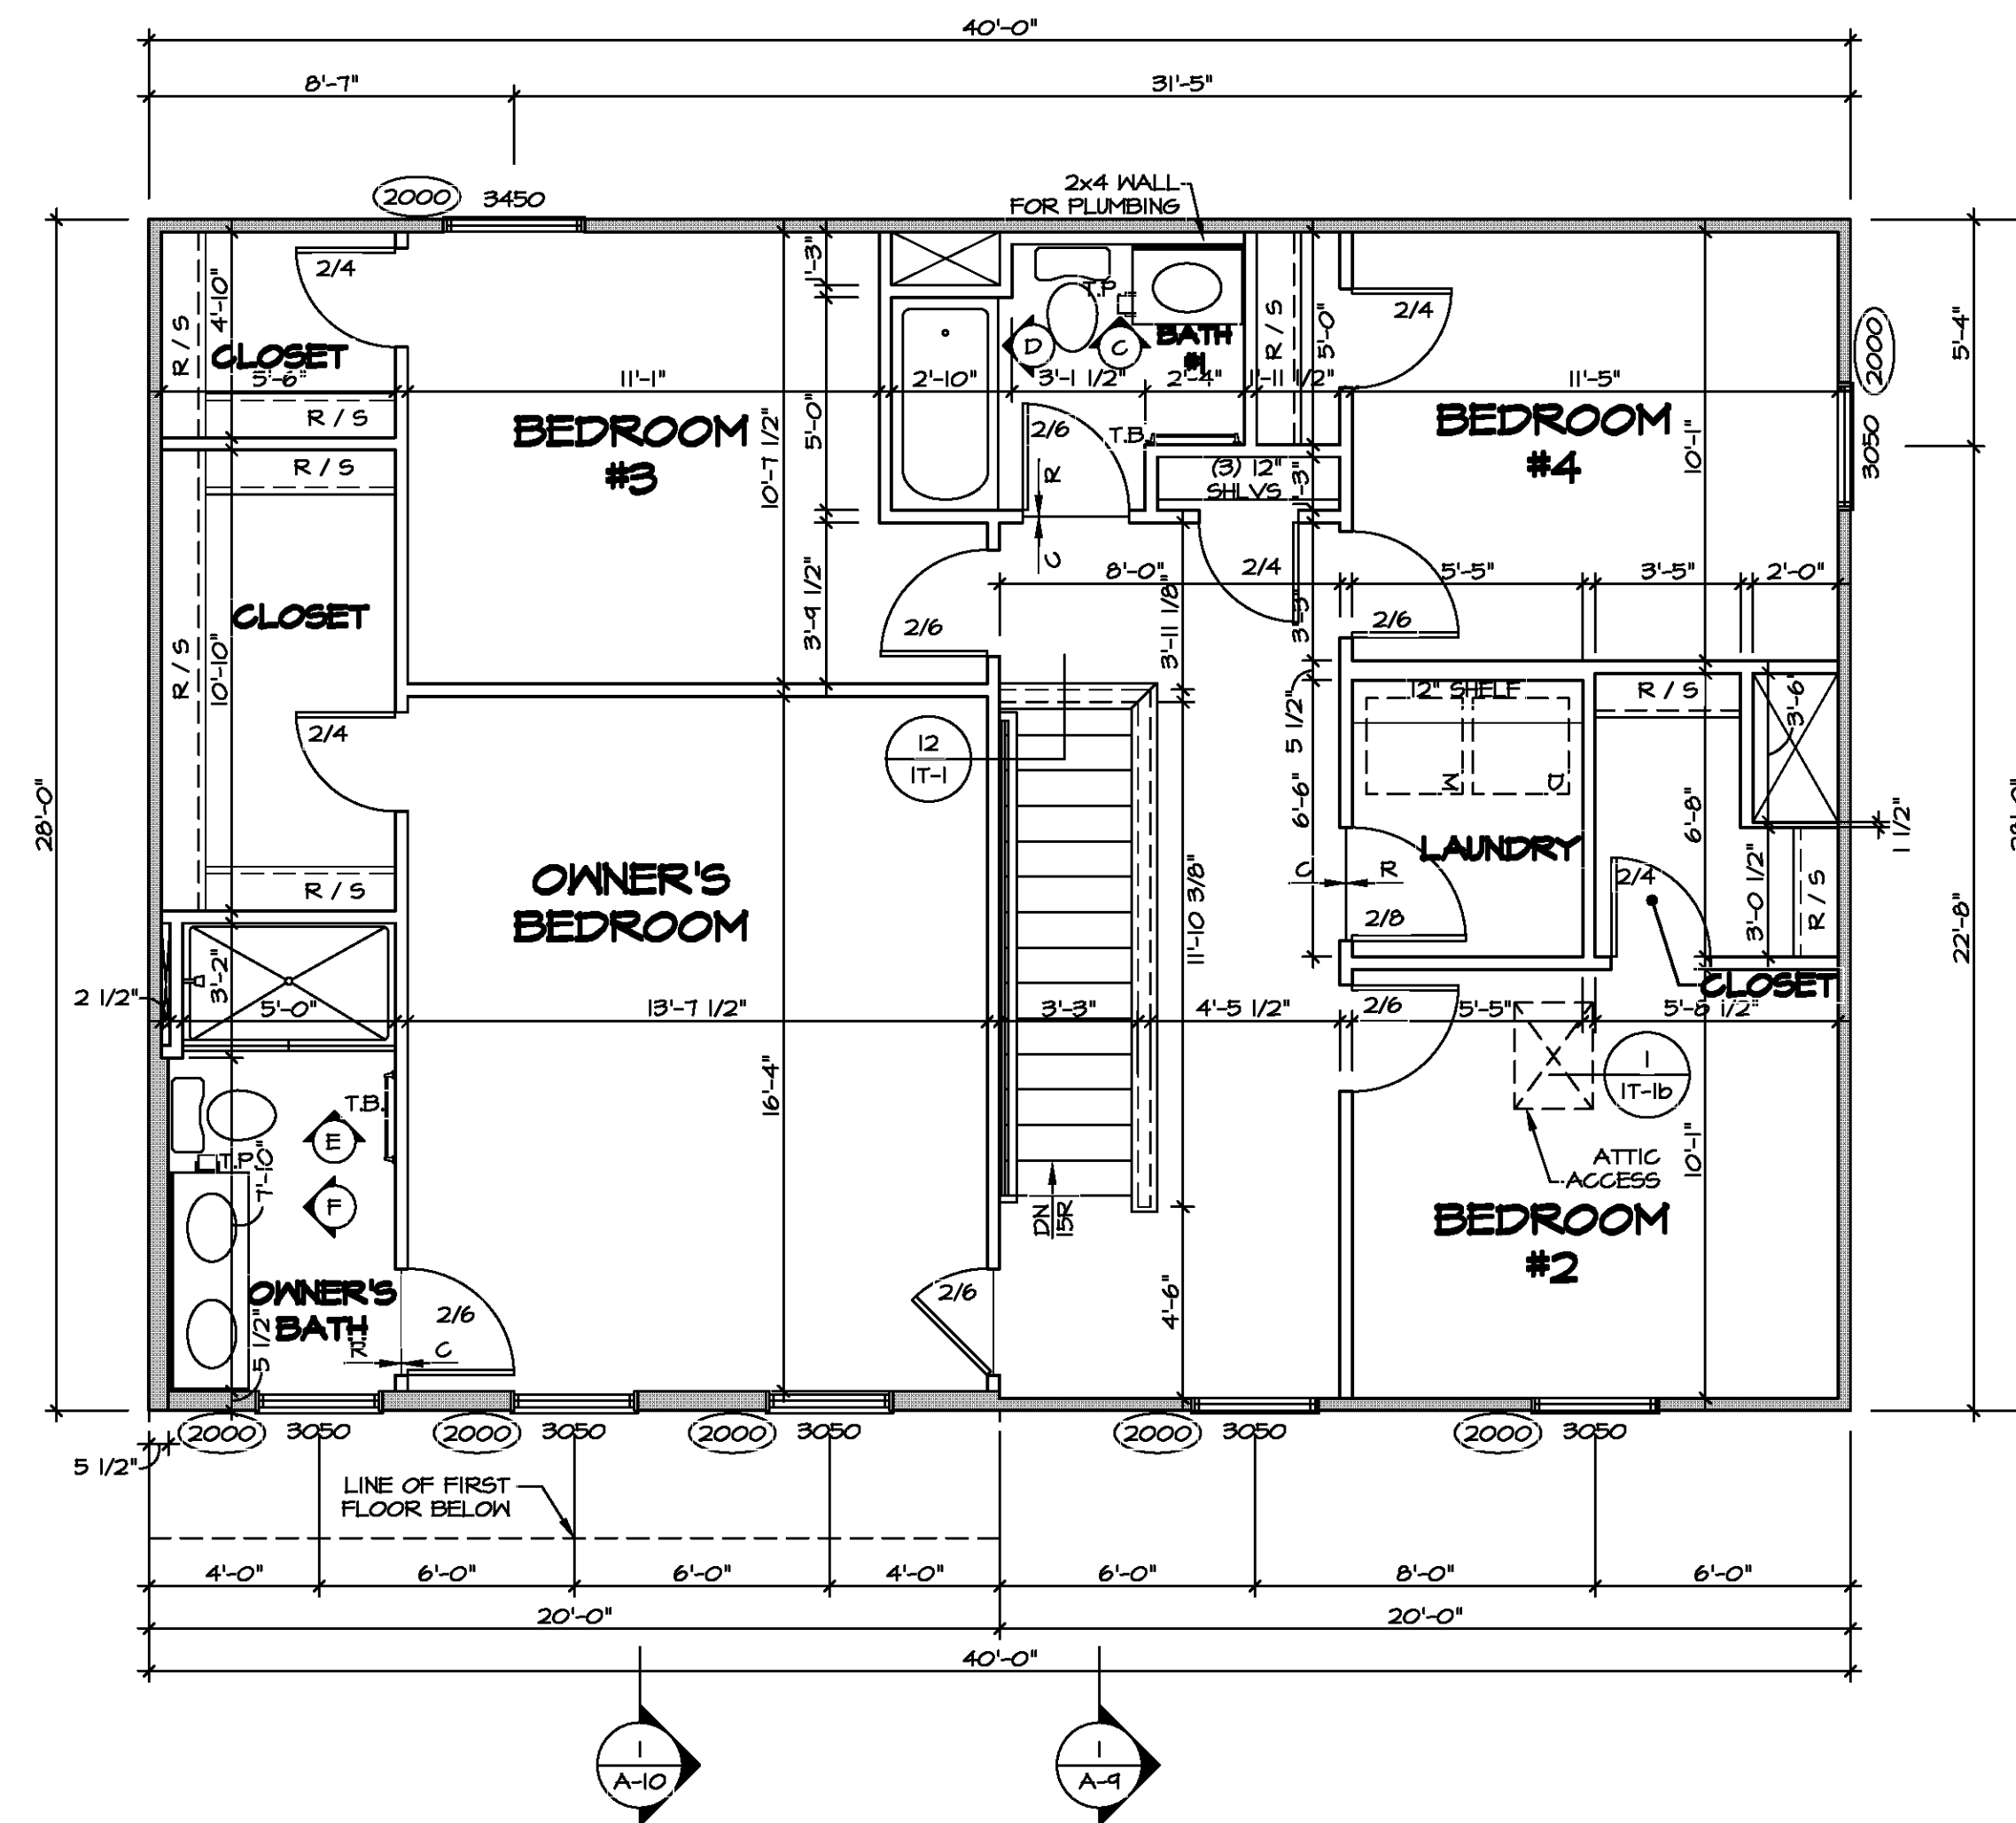 40'-0"
8'-7"
31'-5"
2000
3450
2x4 WALL
FOR PLUMBING
2/4
R / S
4'-10"
CLOSET
5'-6"
R / S
11'-1"
BEDROOM
#3
10'-7 1/2"
1'-3"
5'-0"
3'-9 1/2"
2'-10"
T.P.
D
C
BATH
#1
3'-1 1/2"
2'-4"
1'-11 1/2"
R / S
5'-0"
2/6
T.B.
R
C
(3) 12"
SHLVS
1'-3"
2/4
11'-5"
BEDROOM
#4
10'-1"
2000
3050
5'-4"
R / S
CLOSET
R / S
10'-10"
2/4
R / S
2/6
8'-0"
2/4
3'-11 1/8"
3'-5"
5'-5"
3'-5"
2'-0"
2/6
12" SHELF
R / S
3'-6"
5 1/2"
6'-6"
W
D
LAUNDRY
C
R
2/8
6'-8"
2/4
3'-0 1/2"
R / S
1 1/2"
CLOSET
28'-0"
22'-8"
12
1T-1
OWNER'S
BEDROOM
11'-10 3/8"
2 1/2"
3'-2"
5'-0"
13'-7 1/2"
3'-3"
4'-5 1/2"
2/6
5'-5"
1
1T-1b
16'-4"
T.B.
E
T.P.
7'-10"
F
ATTIC
ACCESS
10'-1"
BEDROOM
#2
DN
15R
4'-6"
OWNER'S
BATH
5 1/2"
R
C
2/6
2/6
2000
3050
2000
3050
2000
3050
2000
3050
2000
3050
5 1/2"
LINE OF FIRST
FLOOR BELOW
4'-0"
6'-0"
6'-0"
4'-0"
6'-0"
8'-0"
6'-0"
20'-0"
20'-0"
40'-0"
1
A-10
1
A-9